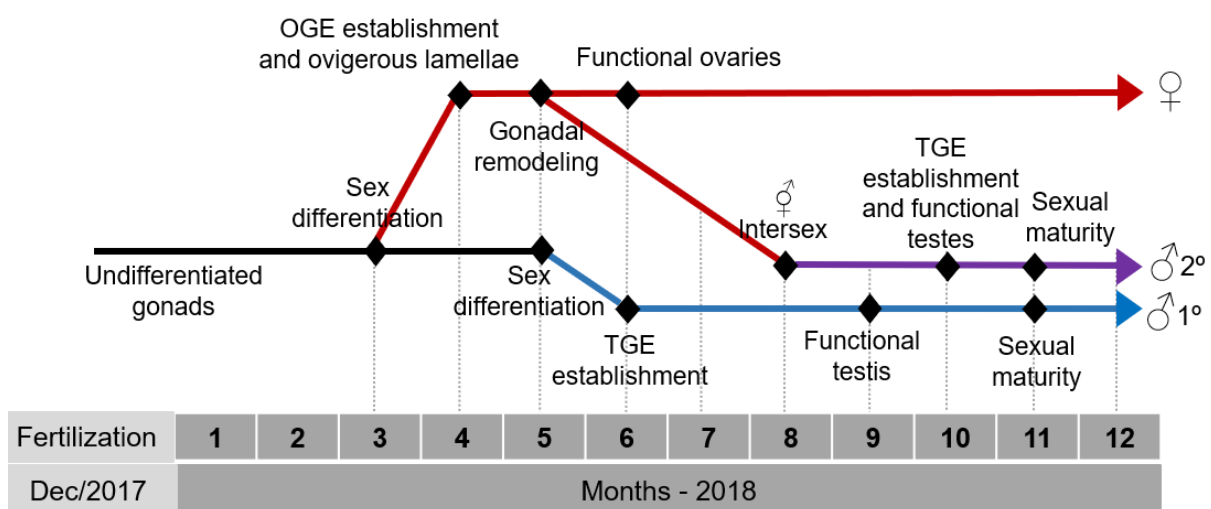 OGE establishment
and ovigerous lamellae
Functional ovaries
♀
Gonadal
remodeling
Sex
differentiation
TGE
establishment
and functional
testes
⚥
Intersex
Sexual
maturity
Undifferentiated
gonads
Sex
differentiation
♂2º
♂1º
TGE
establishment
Functional
testis
Sexual
maturity
Fertilization 1 2 3 4 5 6 7 8 9 10 11 12
Dec/2017 Months - 2018